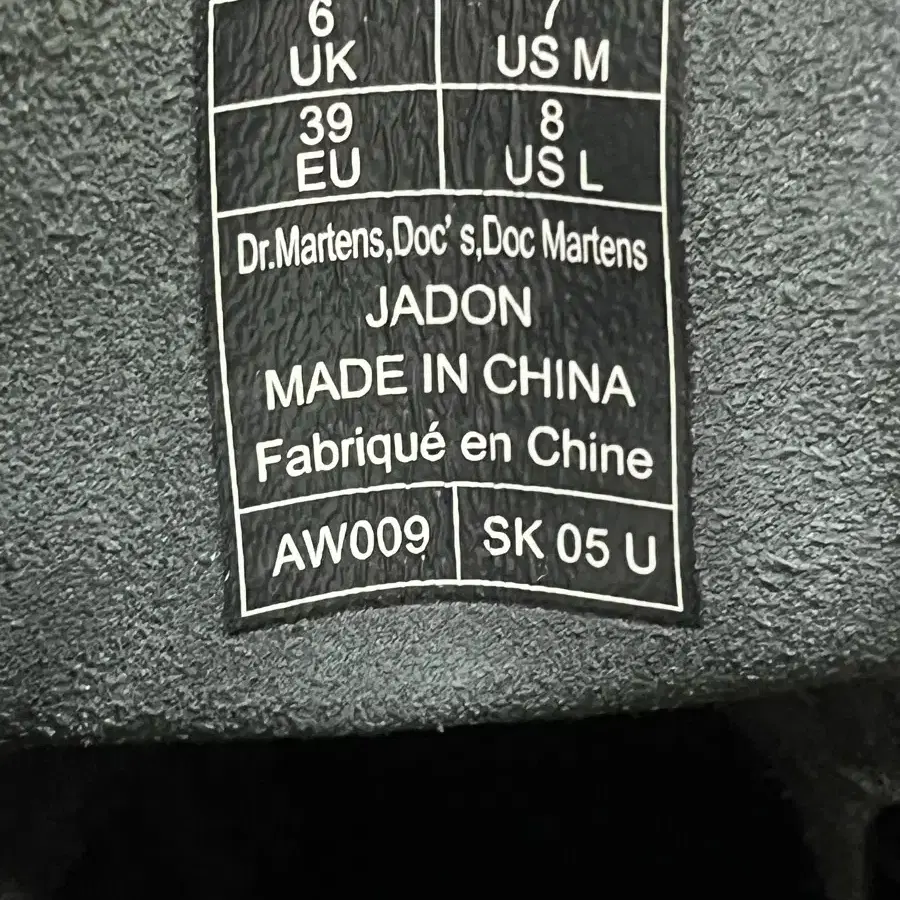 6 7
UK US M
39 8
EU US L
Dr.Martens,Doc's,Doc Martens
JADON
MADE IN CHINA
Fabriqué en Chine
AW009 SK 05 U